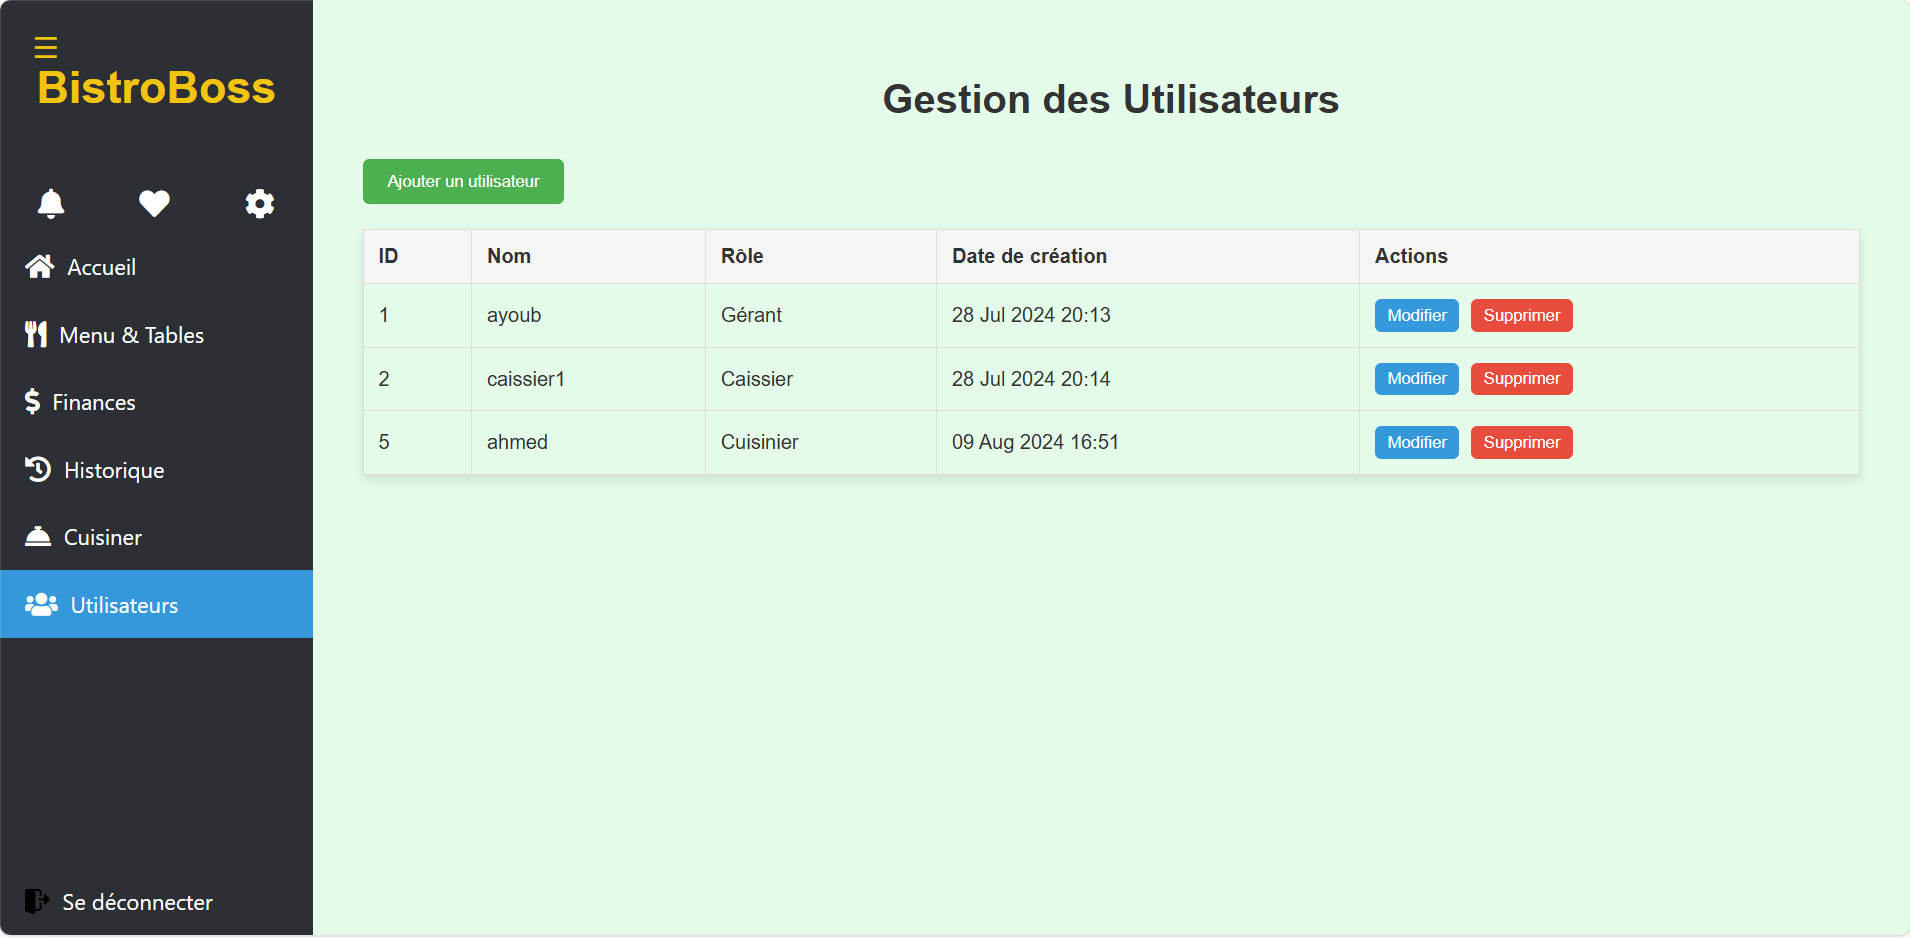 BistroBoss
Accueil
Menu & Tables
Finances
Historique
Cuisiner
Utilisateurs
Se déconnecter
Gestion des Utilisateurs
Ajouter un utilisateur
ID Nom Rôle Date de création Actions
1 ayoub Gérant 28 Jul 2024 20:13 Modifier Supprimer
2 caissier1 Caissier 28 Jul 2024 20:14 Modifier Supprimer
5 ahmed Cuisinier 09 Aug 2024 16:51 Modifier Supprimer